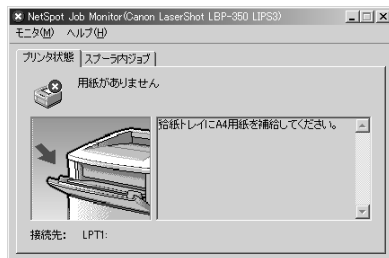 NetSpot Job Monitor(Canon LaserShot LBP-350 LIPS3)
モニタ(M) ヘルプ(H)
プリンタ状態 スプーラ内ジョブ
用紙がありません
給紙トレイにA4用紙を補給してください。
接続先: LPT1: